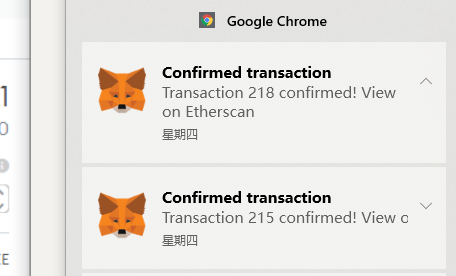 Google Chrome
Confirmed transaction
Transaction 218 confirmed! View
on Etherscan
星期四
Confirmed transaction
Transaction 215 confirmed! View o
星期四